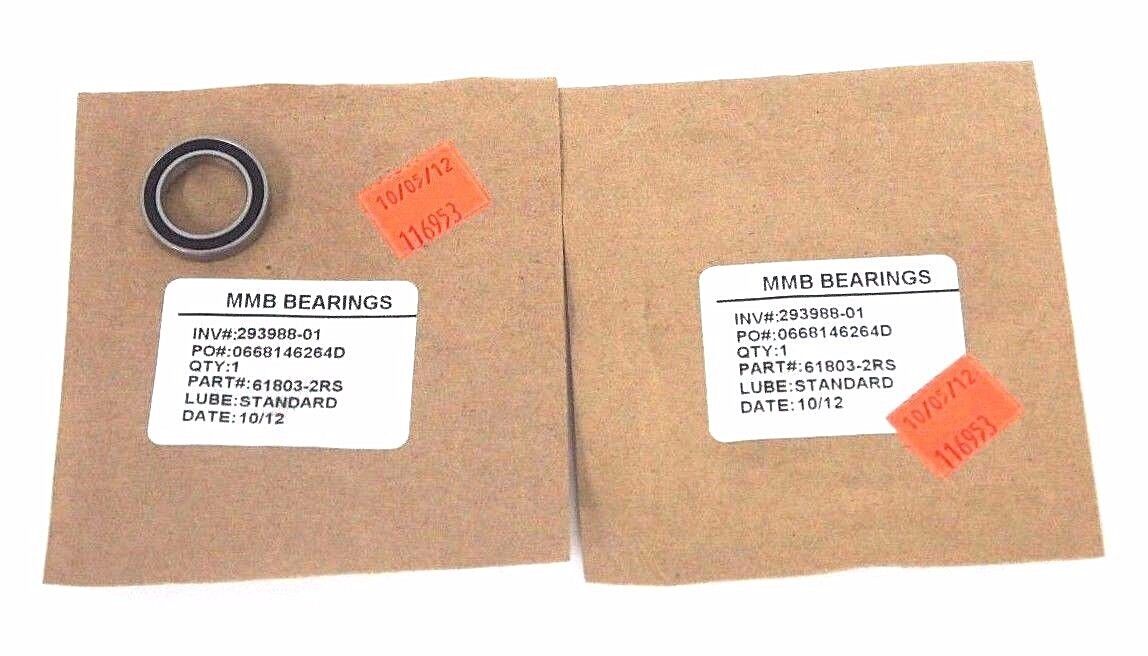 10/05/12
116953
MMB BEARINGS
INV#:293988-01
PO#:0668146264D
QTY:1
PART#:61803-2RS
LUBE:STANDARD
DATE:10/12
MMB BEARINGS
INV#:293988-01
PO#:0668146264D
QTY:1
PART#:61803-2RS
LUBE:STANDARD
DATE:10/12
10/05/12
116953